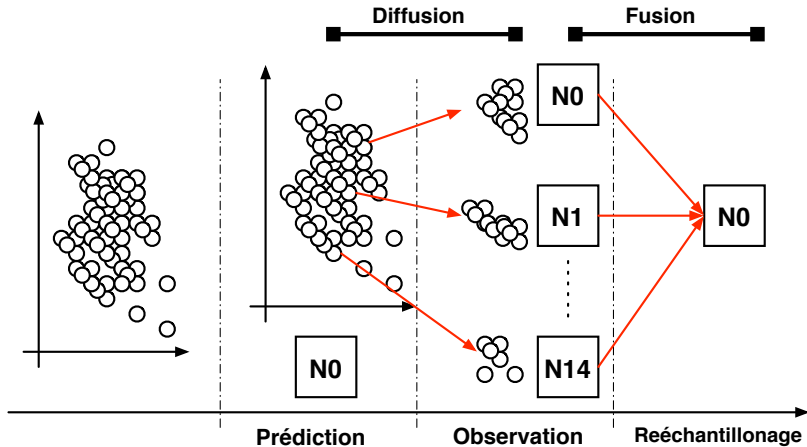 Diffusion
Fusion
N0
N1
N0
N0
N14
Prédiction
Observation
Reéchantillonage